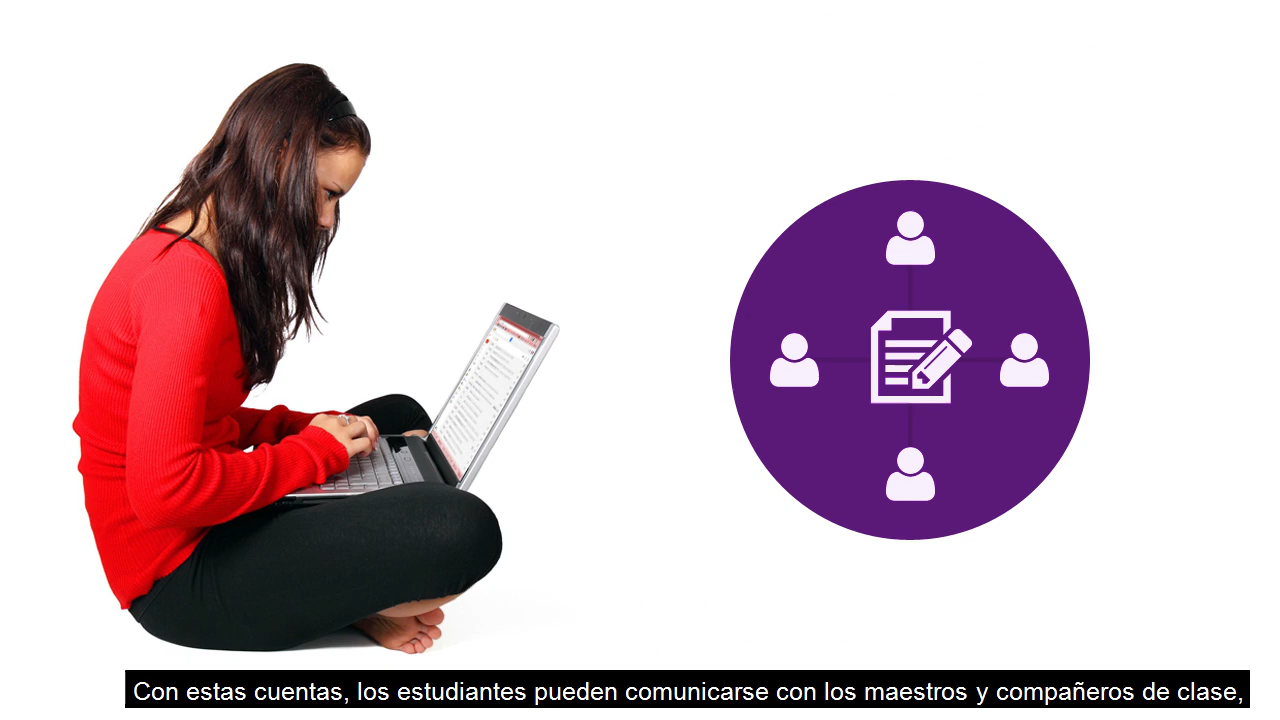 Con estas cuentas, los estudiantes pueden comunicarse con los maestros y compañeros de clase,